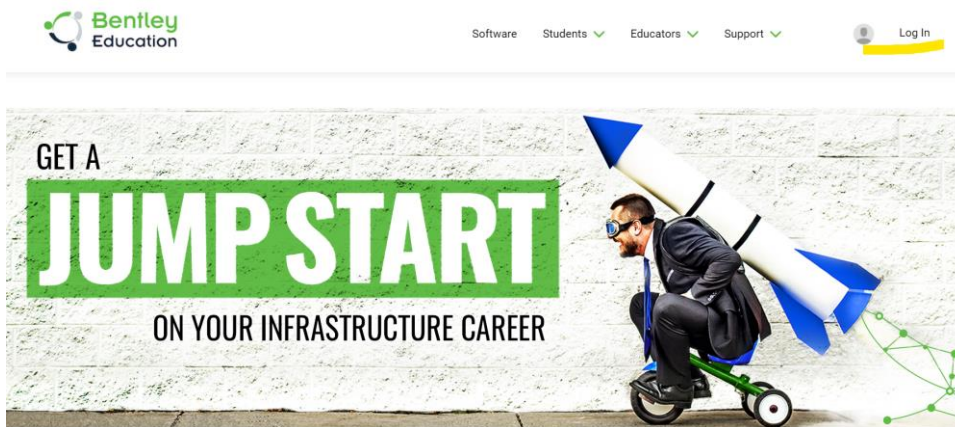 Bentley
Education
Software Students Educators Support Log In
GET A
JUMP START
ON YOUR INFRASTRUCTURE CAREER